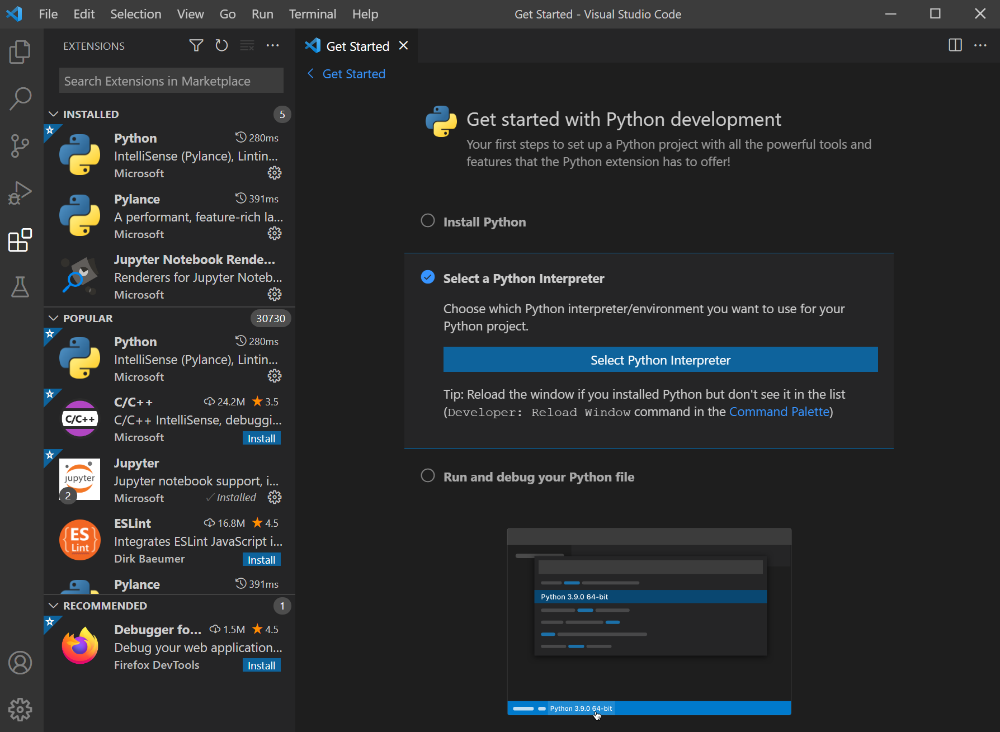 File Edit Selection View Go Run Terminal Help
Get Started - Visual Studio Code
EXTENSIONS
Search Extensions in Marketplace
INSTALLED 5
Python 280ms
IntelliSense (Pylance), Lintin...
Microsoft
Pylance 391ms
A performant, feature-rich la...
Microsoft
Jupyter Notebook Rende...
Renderers for Jupyter Noteb...
Microsoft
POPULAR 30730
Python 280ms
IntelliSense (Pylance), Lintin...
Microsoft
C/C++
C/C++ 24.2M 3.5
C/C++ IntelliSense, debuggi...
Microsoft Install
jupyter
2
Jupyter
Jupyter notebook support, i...
Microsoft ✓Installed
{ES
Lint}
ESLint 16.8M 4.5
Integrates ESLint JavaScript i...
Dirk Baeumer Install
Pylance 391ms
RECOMMENDED 1
Debugger fo... 1.5M 4.5
Debug your web application...
Firefox DevTools Install
Get Started
Get Started
Get started with Python development
Your first steps to set up a Python project with all the powerful tools and
features that the Python extension has to offer!
Install Python
Select a Python Interpreter
Choose which Python interpreter/environment you want to use for your
Python project.
Select Python Interpreter
Tip: Reload the window if you installed Python but don't see it in the list
(Developer: Reload Window command in the Command Palette)
Run and debug your Python file
Python 3.9.0 64-bit
Python 3.9.0 64-bit